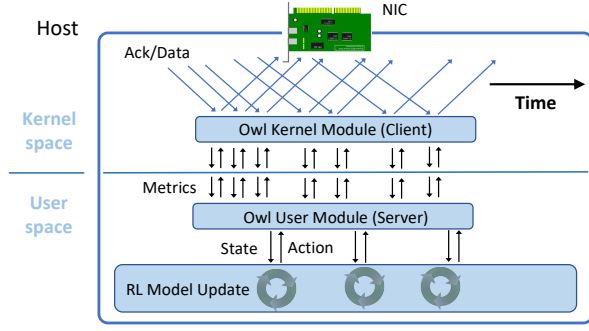 Host
NIC
Ack/Data
Time
Kernel
space
Owl Kernel Module (Client)
User
space
Metrics
Owl User Module (Server)
State
Action
RL Model Update